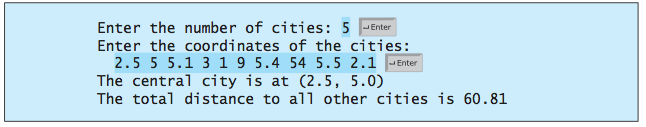 Enter the number of cities: 5 ↵Enter
Enter the coordinates of the cities:
2.5 5 5.1 3 1 9 5.4 54 5.5 2.1 ↵Enter
The central city is at (2.5, 5.0)
The total distance to all other cities is 60.81